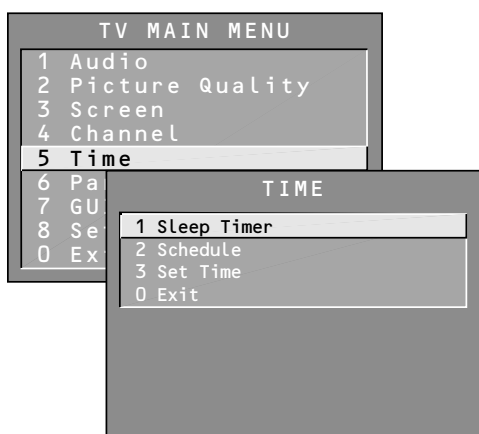 TV MAIN MENU
1 Audio
2 Picture Quality
3 Screen
4 Channel
5 Time
6 Pa
7 GU
8 Se
0 Ex
TIME
1 Sleep Timer
2 Schedule
3 Set Time
0 Exit